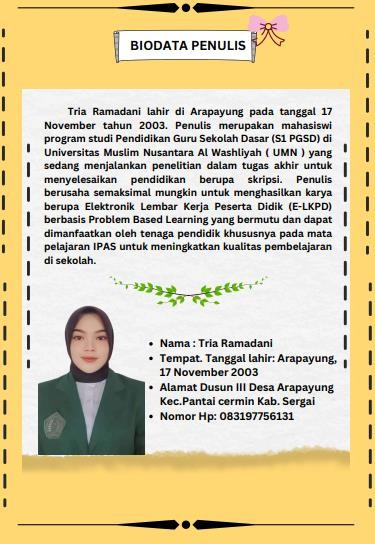 BIODATA PENULIS
Tria Ramadani lahir di Arapayung pada tanggal 17
November tahun 2003. Penulis merupakan mahasiswi
program studi Pendidikan Guru Sekolah Dasar (S1 PGSD) di
Universitas Muslim Nusantara Al Washliyah ( UMN ) yang
sedang menjalankan penelitian dalam tugas akhir untuk
menyelesaikan pendidikan berupa skripsi. Penulis
berusaha semaksimal mungkin untuk menghasilkan karya
berupa Elektronik Lembar Kerja Peserta Didik (E-LKPD)
berbasis Problem Based Learning yang bermutu dan dapat
dimanfaatkan oleh tenaga pendidik khususnya pada mata
pelajaran IPAS untuk meningkatkan kualitas pembelajaran
di sekolah.
• Nama : Tria Ramadani
• Tempat. Tanggal lahir: Arapayung,
17 November 2003
• Alamat Dusun III Desa Arapayung
Kec.Pantai cermin Kab. Sergai
• Nomor Hp: 083197756131